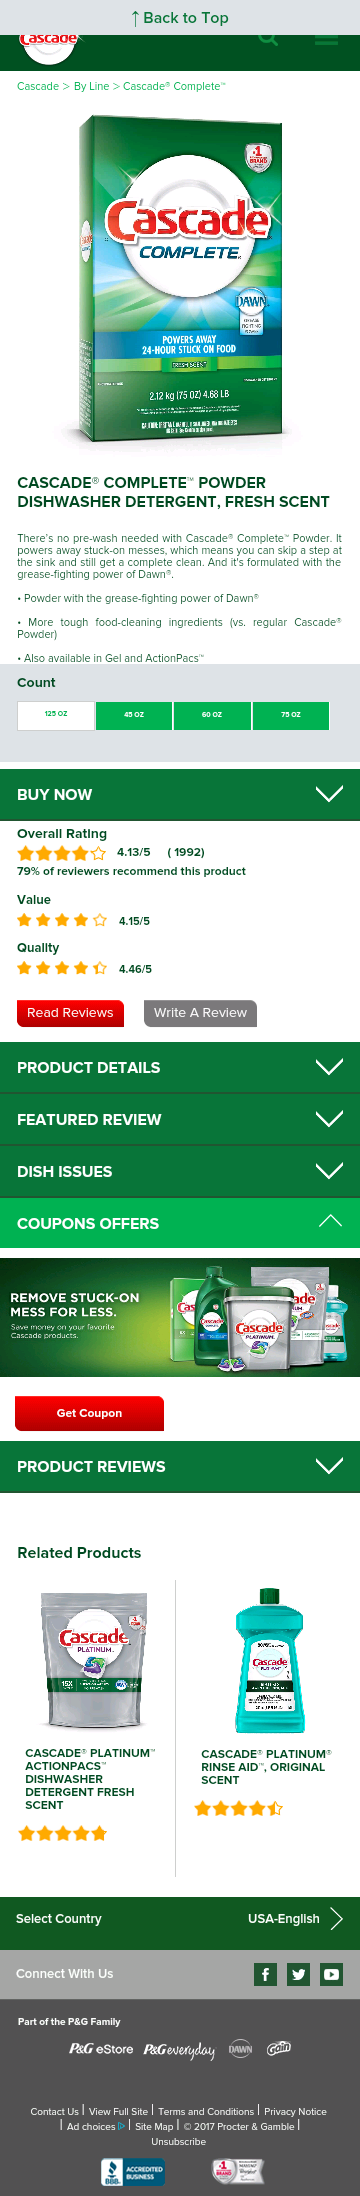 ↑ Back to Top
Cascade
Cascade > By Line > Cascade® Complete™
#1
BRAND
Cascade
COMPLETE
DAWN
POWERS AWAY
24-HOUR STUCK ON FOOD
FRESH SCENT
2.12 kg (75 OZ) 4.68 LB
CASCADE® COMPLETE™ POWDER
DISHWASHER DETERGENT, FRESH SCENT
There's no pre-wash needed with Cascade® Complete™ Powder. It
powers away stuck-on messes, which means you can skip a step at
the sink and still get a complete clean. And it's formulated with the
grease-fighting power of Dawn®.
• Powder with the grease-fighting power of Dawn®
• More tough food-cleaning ingredients (vs. regular Cascade®
Powder)
• Also available in Gel and ActionPacs™
Count
125 OZ 45 OZ 60 OZ 75 OZ
BUY NOW
Overall Rating
4.13/5 ( 1992)
79% of reviewers recommend this product
Value
4.15/5
Quality
4.46/5
Read Reviews Write A Review
PRODUCT DETAILS
FEATURED REVIEW
DISH ISSUES
COUPONS OFFERS
REMOVE STUCK-ON
MESS FOR LESS.
Save money on your favorite
Cascade products.
Cascade
PLATINUM
Get Coupon
PRODUCT REVIEWS
Related Products
Cascade
PLATINUM
Cascade
PLATINUM
CASCADE® PLATINUM™
ACTIONPACS™
DISHWASHER
DETERGENT FRESH
SCENT
CASCADE® PLATINUM®
RINSE AID™, ORIGINAL
SCENT
Select Country USA-English
Connect With Us
Part of the P&G Family
P&G eStore P&G everyday DAWN Gain
Contact Us | View Full Site | Terms and Conditions | Privacy Notice
| Ad choices | Site Map | © 2017 Procter & Gamble |
Unsubscribe
BBB ACCREDITED
BUSINESS